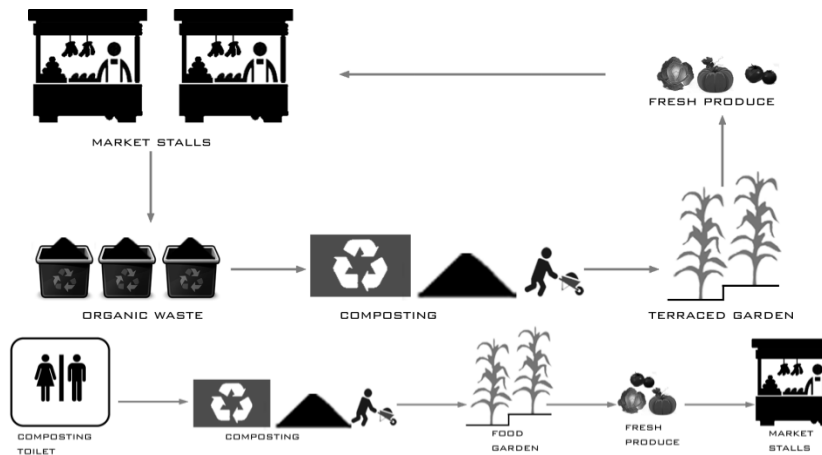 FRESH PRODUCE
MARKET STALLS
ORGANIC WASTE
COMPOSTING
TERRACED GARDEN
COMPOSTING
TOILET
COMPOSTING
FOOD
GARDEN
FRESH
PRODUCE
MARKET
STALLS